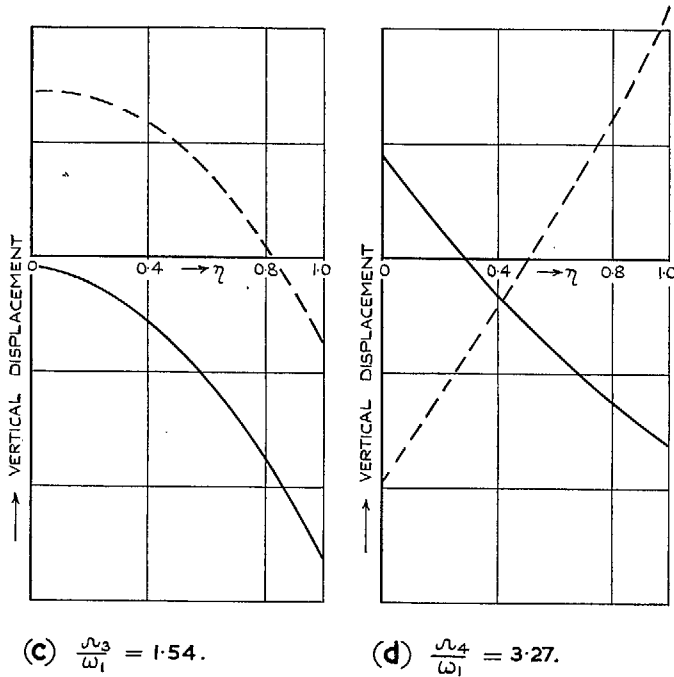 VERTICAL DISPLACEMENT
0 0·4 η 0·8 1·0
(c) Ω₃/ω₁ = 1·54.
VERTICAL DISPLACEMENT
0 0·4 η 0·8 1·0
(d) Ω₄/ω₁ = 3·27.